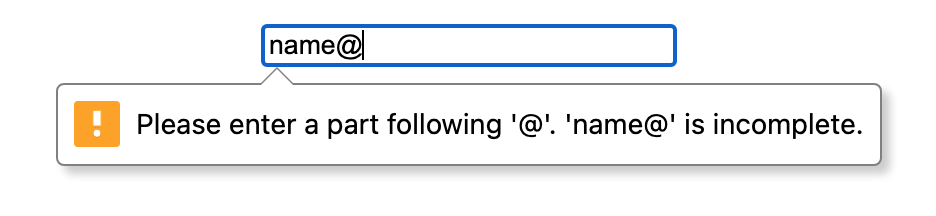 name@
Please enter a part following '@'. 'name@' is incomplete.